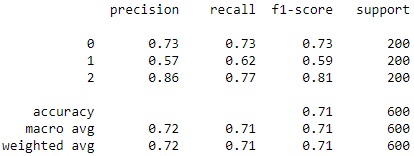 precision recall f1-score support
0 0.73 0.73 0.73 200
1 0.57 0.62 0.59 200
2 0.86 0.77 0.81 200
accuracy 0.71 600
macro avg 0.72 0.71 0.71 600
weighted avg 0.72 0.71 0.71 600